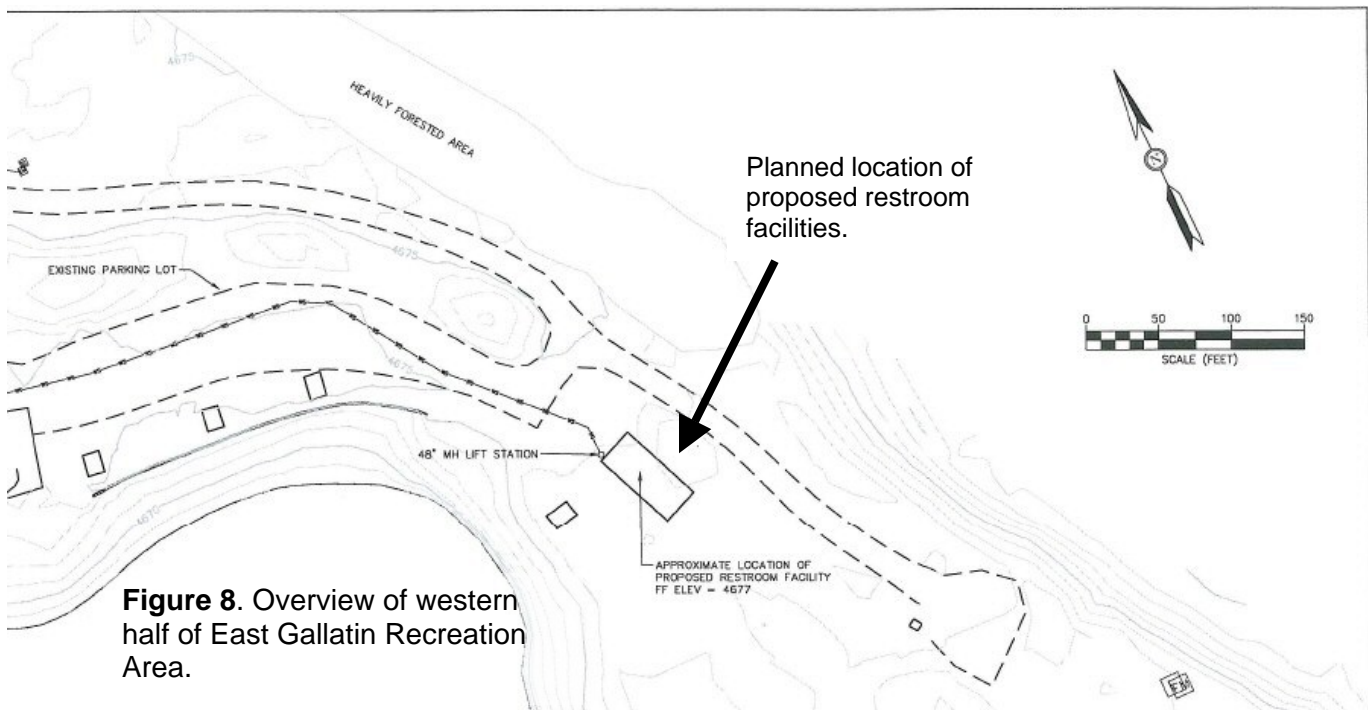 4675
HEAVILY FORESTED AREA
Planned location of
proposed restroom
facilities.
4675
EXISTING PARKING LOT
0 50 100 150
SCALE (FEET)
4675
48" MH LIFT STATION
4675
APPROXIMATE LOCATION OF
PROPOSED RESTROOM FACILITY
FF ELEV = 4677
Figure 8. Overview of western
half of East Gallatin Recreation
Area.